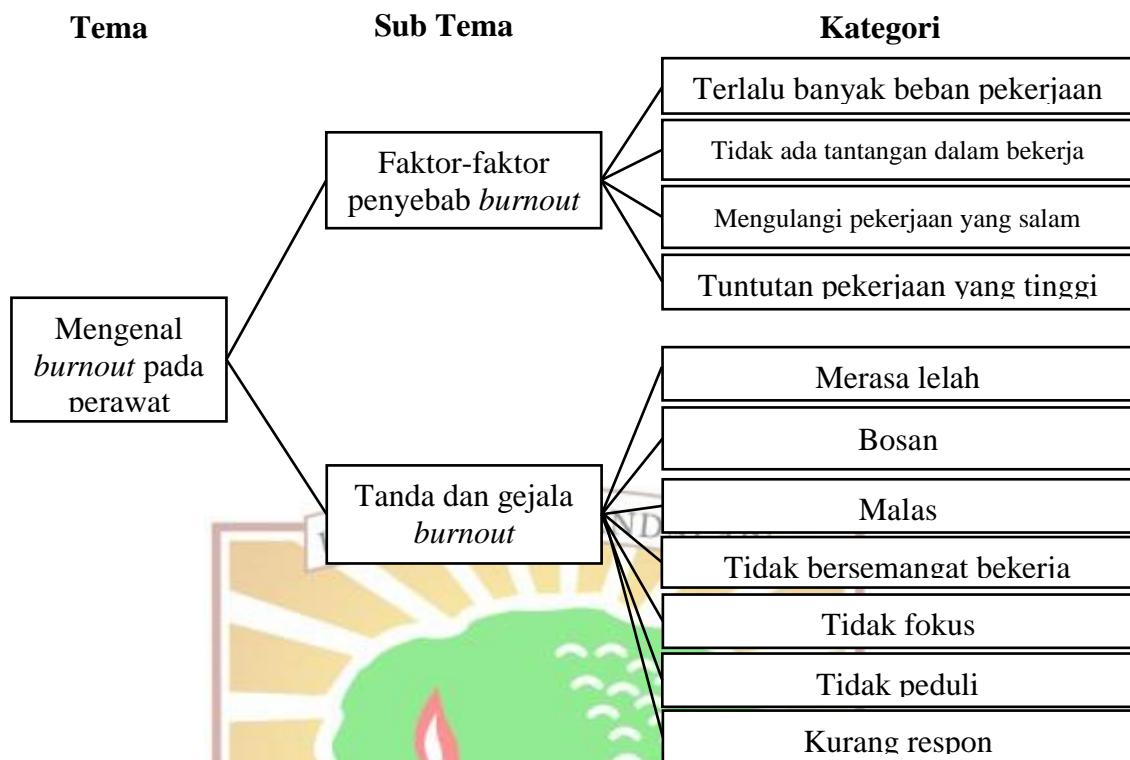 Tema
Sub Tema
Kategori
Mengenal
burnout pada
perawat
Faktor-faktor
penyebab burnout
Terlalu banyak beban pekerjaan
Tidak ada tantangan dalam bekerja
Mengulangi pekerjaan yang salam
Tuntutan pekerjaan yang tinggi
Tanda dan gejala
burnout
Merasa lelah
Bosan
Malas
Tidak bersemangat bekerja
Tidak fokus
Tidak peduli
Kurang respon